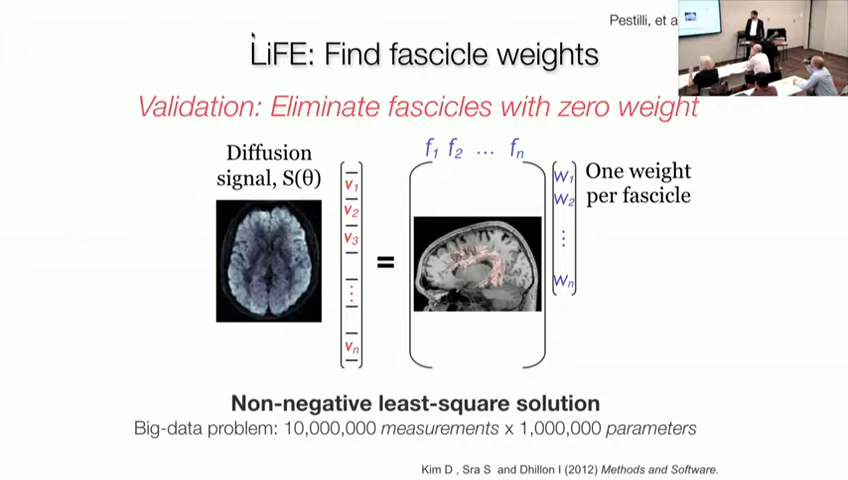 Pestilli, et a
LiFE: Find fascicle weights
Validation: Eliminate fascicles with zero weight
Diffusion
signal, S(θ)
f1 f2 ... fn
v1
v2
v3
⋮
vn
=
w1
w2
⋮
wn
One weight
per fascicle
Non-negative least-square solution
Big-data problem: 10,000,000 measurements x 1,000,000 parameters
Kim D , Sra S and Dhillon I (2012) Methods and Software.